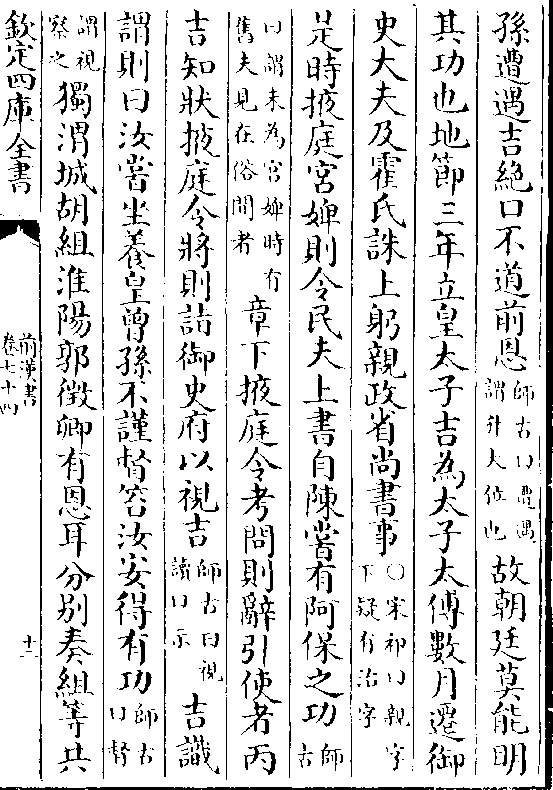 孫遭遇吉絶口不道前恩師古曰遭遇謂升大位也故朝廷莫能明
其功也地節三年立皇太子吉為太子太傅數月遷御
史大夫及霍氏誅上躬親政省尚書事○宋祁曰親字下疑有治字
是時掖庭宮婢則令民夫上書自陳嘗有阿保之功師古
曰謂未為宮婢時有舊夫見在俗間者章下掖庭令考問則辭引使者丙
吉知狀掖庭令將則詣御史府以視吉師古曰視讀曰示吉識
謂則曰汝嘗坐養皇曾孫不謹督笞汝安得有功師古曰督
謂視察之獨渭城胡組淮陽郭徵卿有恩耳分别奏組等共
欽定四庫全書
前漢書
卷七十四
十二